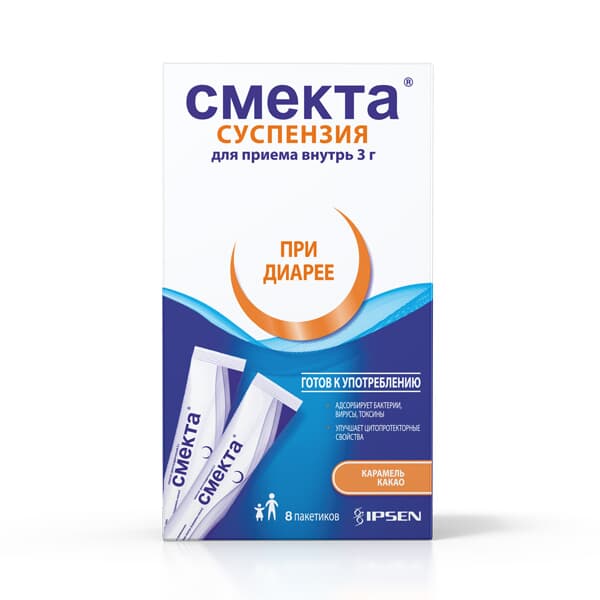 смекта®
СУСПЕНЗИЯ
для приема внутрь 3 г
ПРИ
ДИАРЕЕ
ГОТОВ К УПОТРЕБЛЕНИЮ
• АДСОРБИРУЕТ БАКТЕРИИ,
ВИРУСЫ, ТОКСИНЫ
• УЛУЧШАЕТ ЦИТОПРОТЕКТОРНЫЕ
СВОЙСТВА
смекта®
смекта®
КАРАМЕЛЬ
КАКАО
8 пакетиков
IPSEN